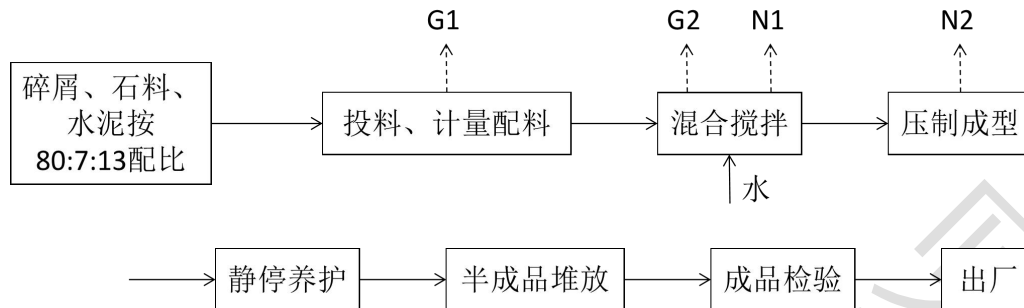 G1
G2
N1
N2
碎屑、石料、
水泥按
80:7:13配比
投料、计量配料
混合搅拌
压制成型
水
静停养护
半成品堆放
成品检验
出厂